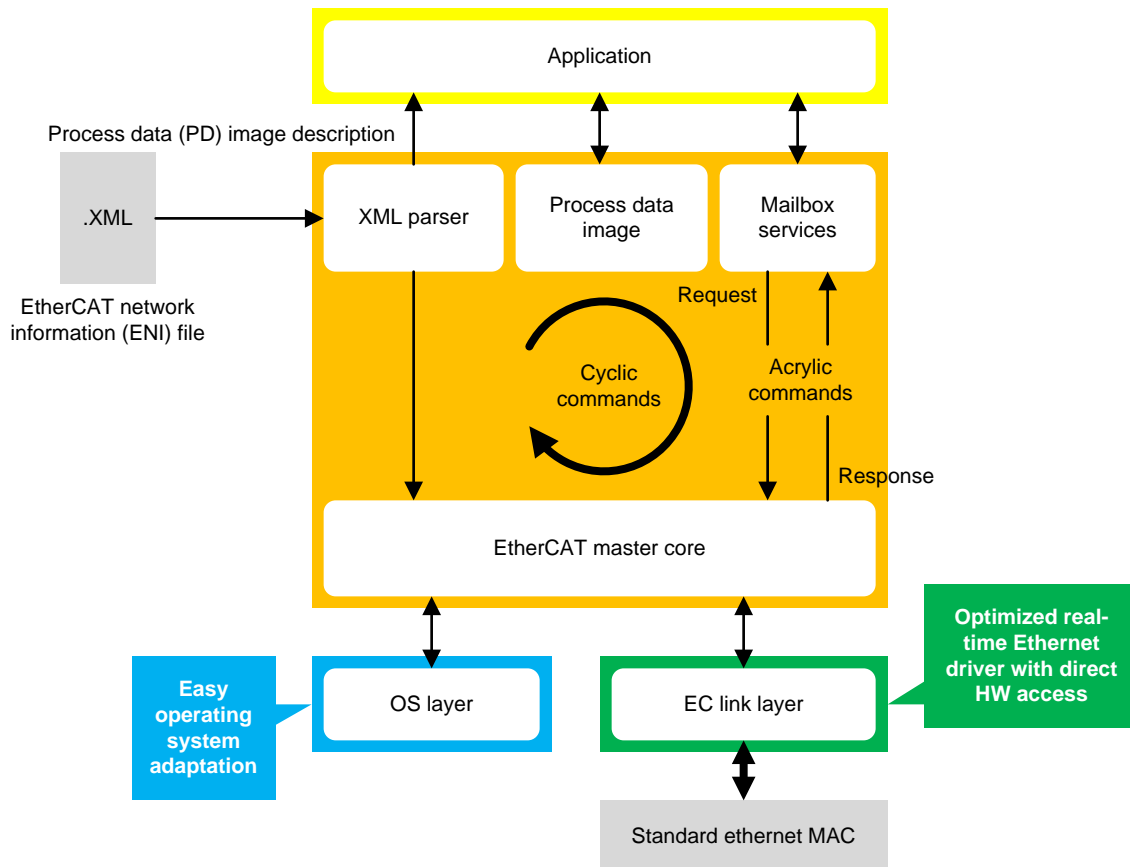 Application
Process data (PD) image description
.XML
XML parser
Process data
image
Mailbox
services
EtherCAT network
information (ENI) file
Request
Cyclic
commands
Acrylic
commands
Response
EtherCAT master core
Optimized real-
time Ethernet
driver with direct
HW access
Easy
operating
system
adaptation
OS layer
EC link layer
Standard ethernet MAC